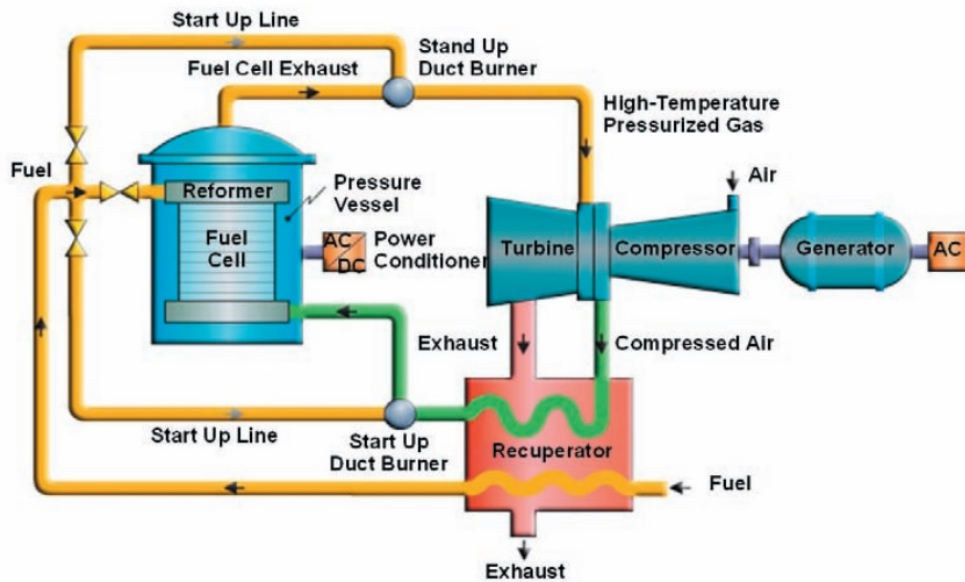 Start Up Line
Stand Up
Duct Burner
Fuel Cell Exhaust
High-Temperature
Pressurized Gas
Fuel
Air
Reformer
Pressure
Vessel
Fuel
Cell
AC
DC
Power
Conditioner
Turbine
Compressor
Generator
AC
Exhaust
Compressed Air
Start Up Line
Start Up
Duct Burner
Recuperator
Fuel
Exhaust